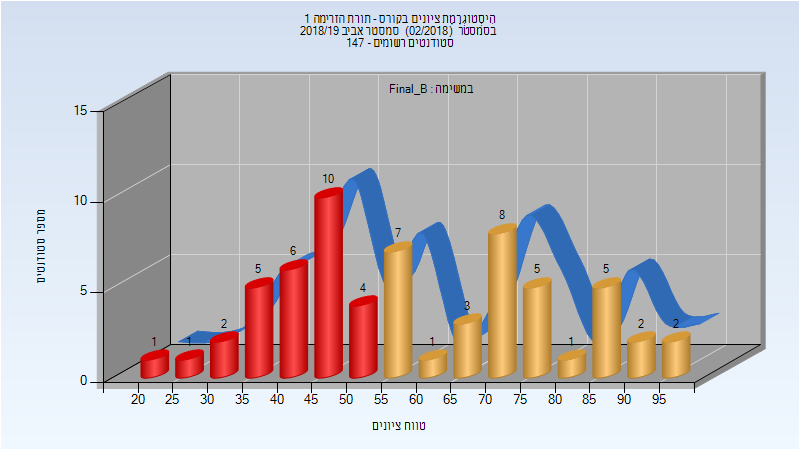 היסטוגרמת ציונים בקורס - תורת הזרימה 1
בסמסטר (02/2018) סמסטר אביב 2018/19
סטודנטים רשומים - 147
במשימה : Final_B
מספר סטודנטים
15
10
5
0
1
1
2
5
6
10
4
7
1
3
8
5
1
5
2
2
20 25 30 35 40 45 50 55 60 65 70 75 80 85 90 95
טווח ציונים